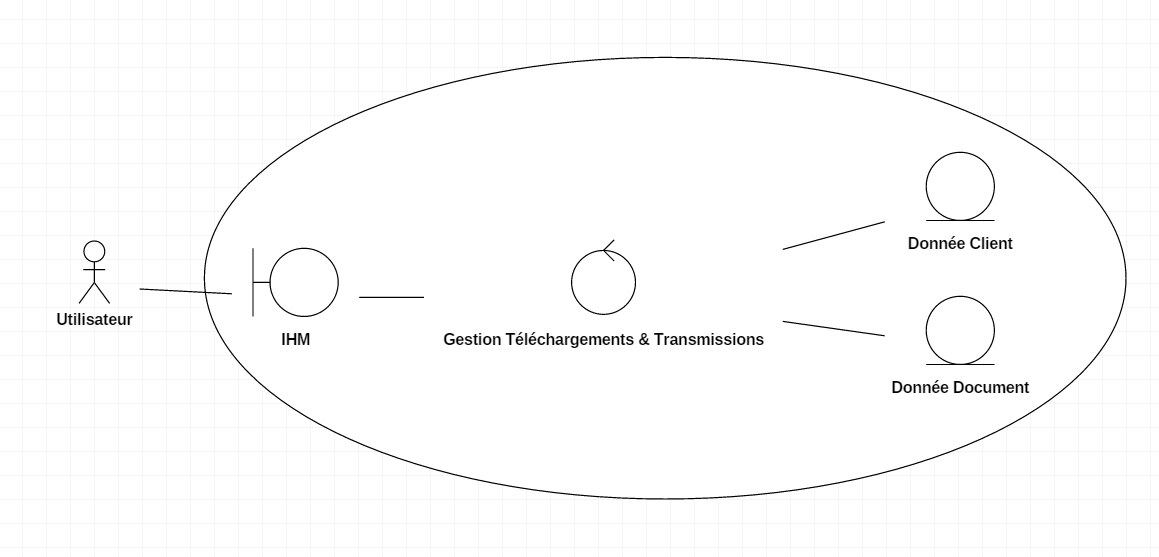 Utilisateur
IHM
Gestion Téléchargements & Transmissions
Donnée Client
Donnée Document